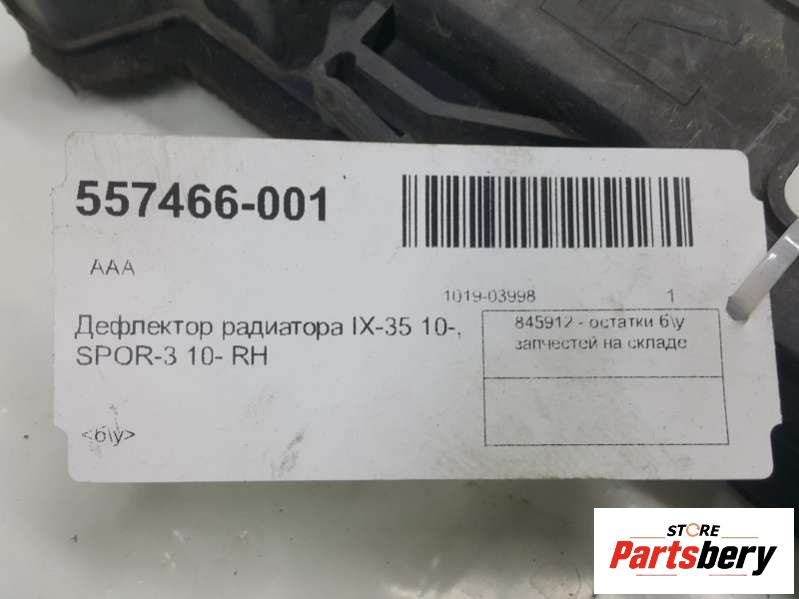 557466-001
AAA
1019-03998 1
Дефлектор радиатора IX-35 10-,
SPOR-3 10- RH
845912 - остатки б\у
запчастей на складе
<б\у>
STORE
Partsbery